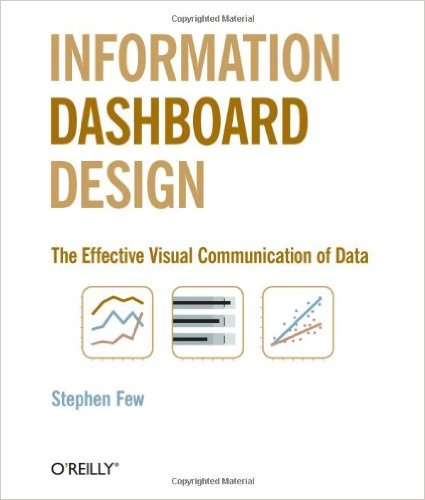 Copyrighted Material
INFORMATION
DASHBOARD
DESIGN
The Effective Visual Communication of Data
Stephen Few
O'REILLY®
Copyrighted Material